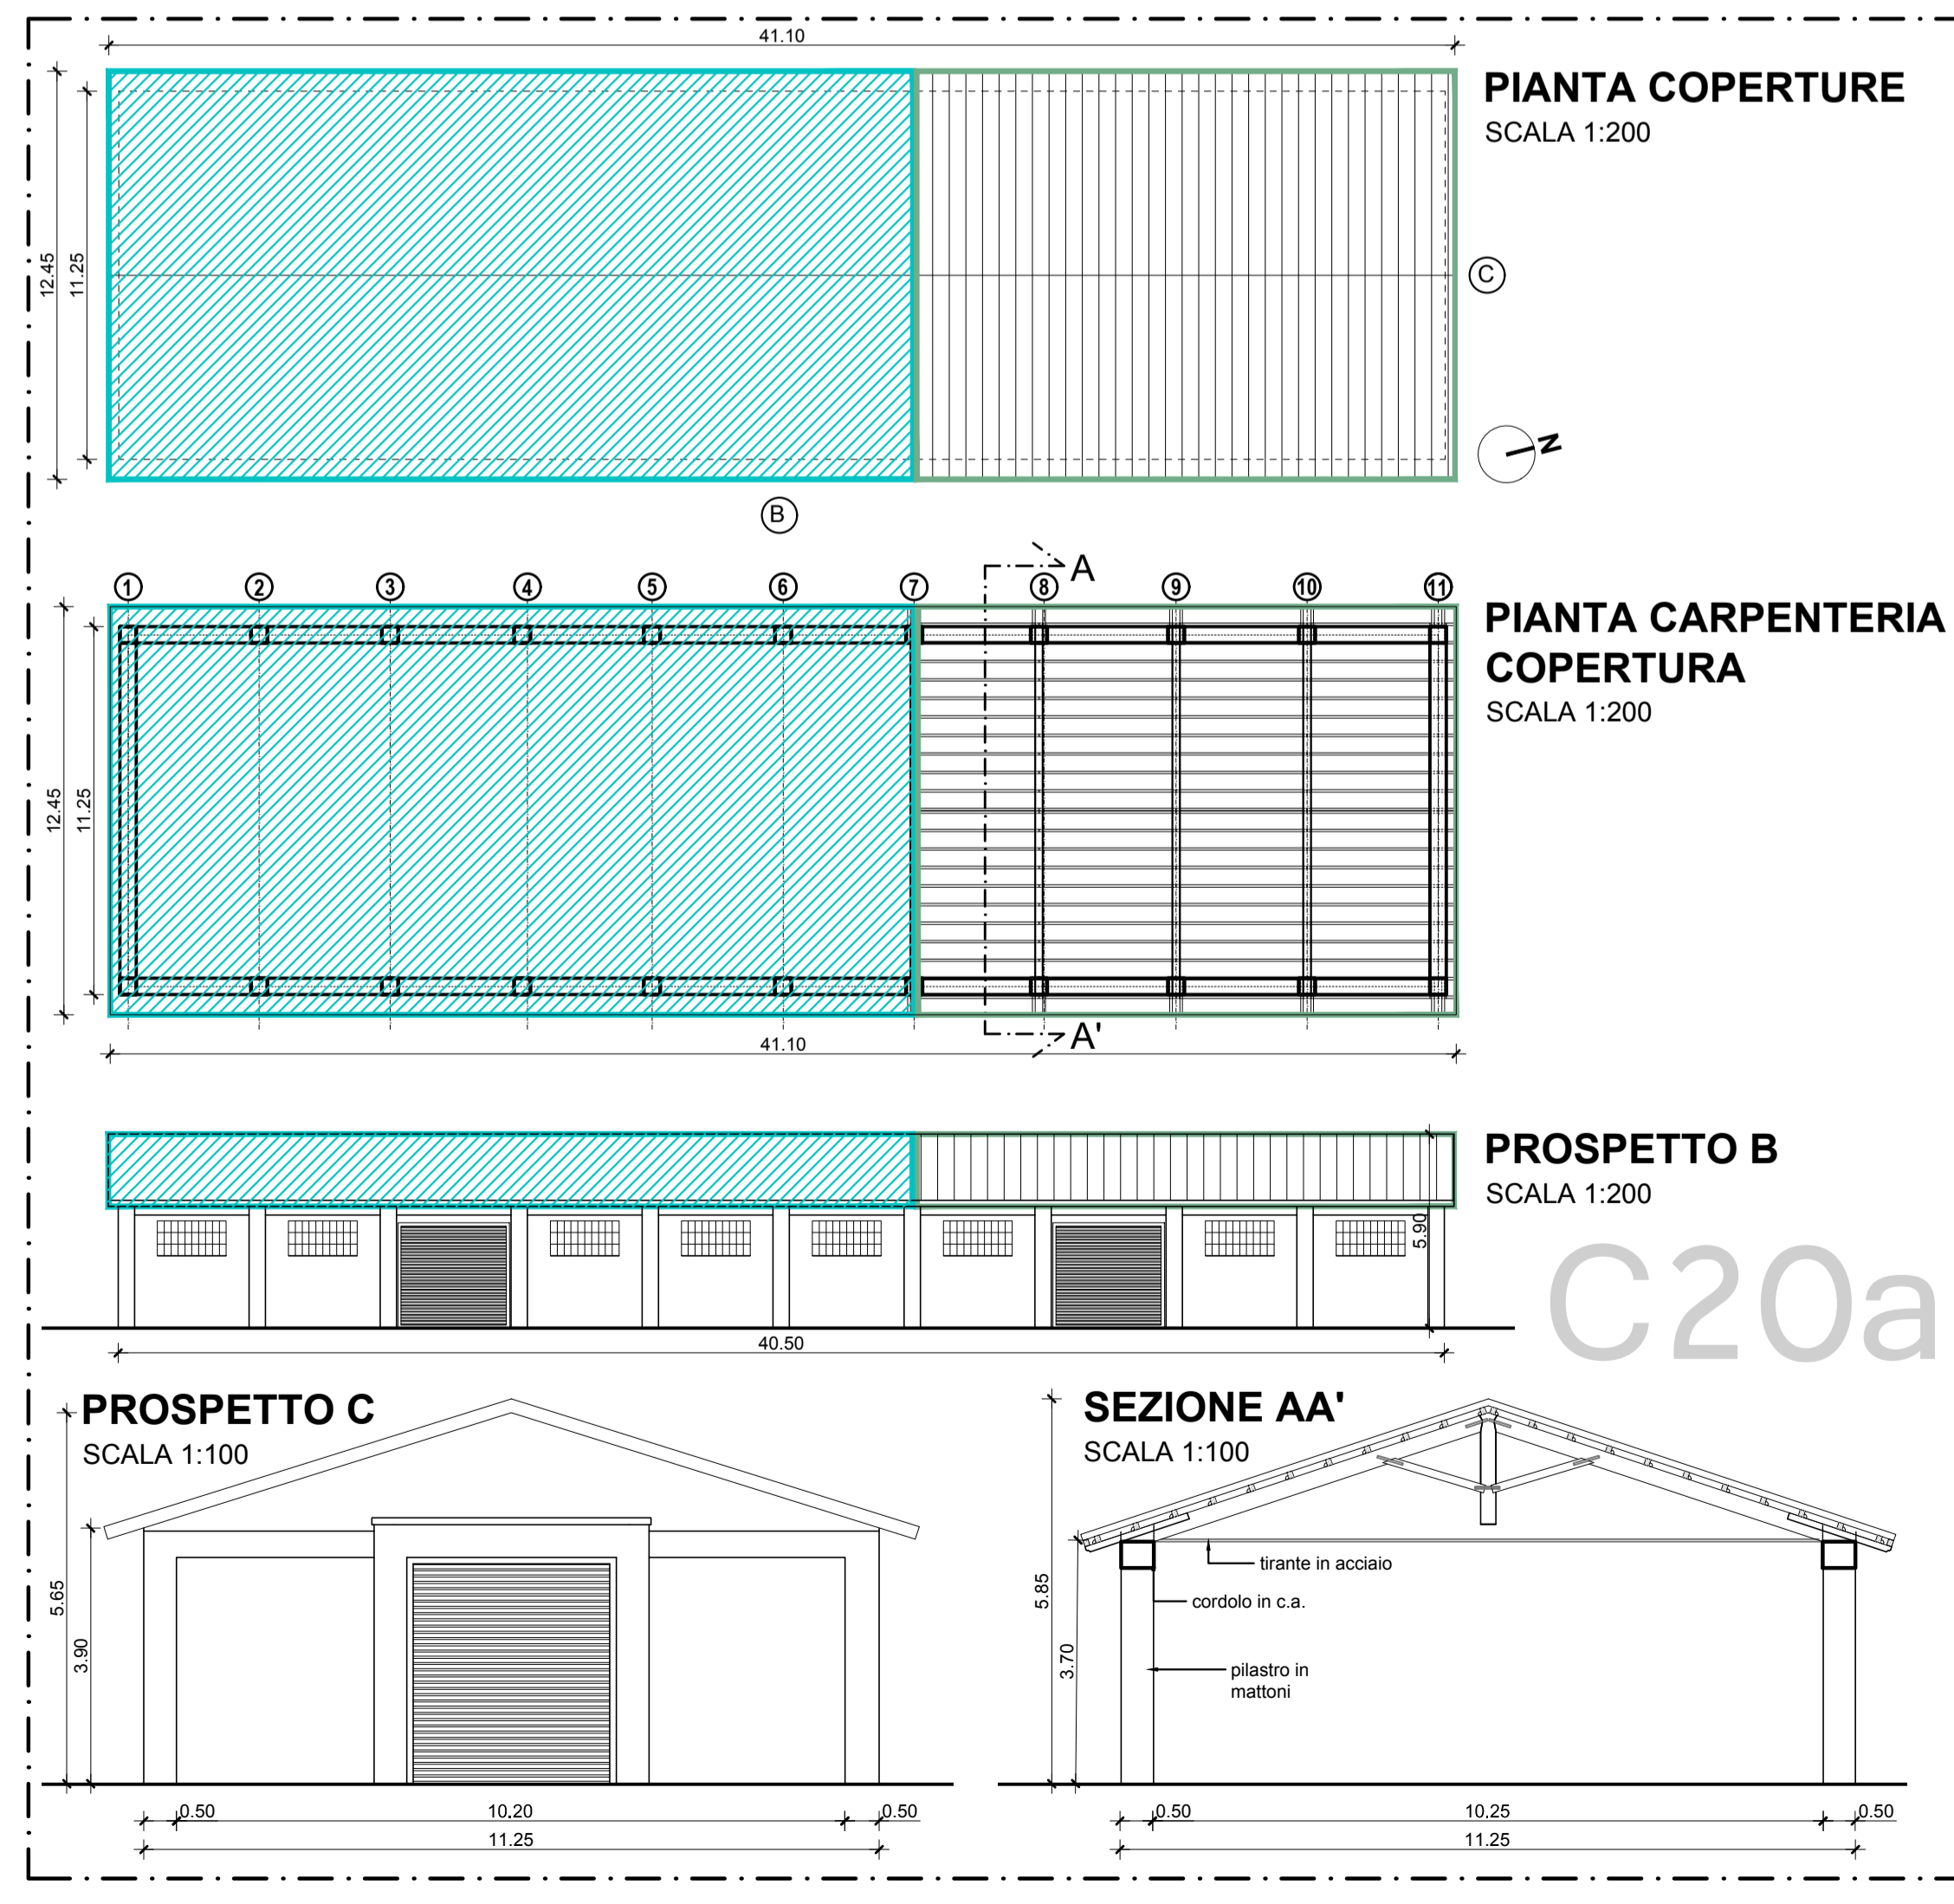 41.10
12.45
11.25
PIANTA COPERTURE
SCALA 1:200
C
N
B
1 2 3 4 5 6 7 8 9 10 11
A
PIANTA CARPENTERIA
COPERTURA
SCALA 1:200
12.45
11.25
A'
41.10
PROSPETTO B
SCALA 1:200
5.90
40.50
C20a
PROSPETTO C
SCALA 1:100
5.65
3.90
0.50
10.20
0.50
11.25
SEZIONE AA'
SCALA 1:100
5.85
3.70
tirante in acciaio
cordolo in c.a.
pilastro in
mattoni
0.50
10.25
0.50
11.25